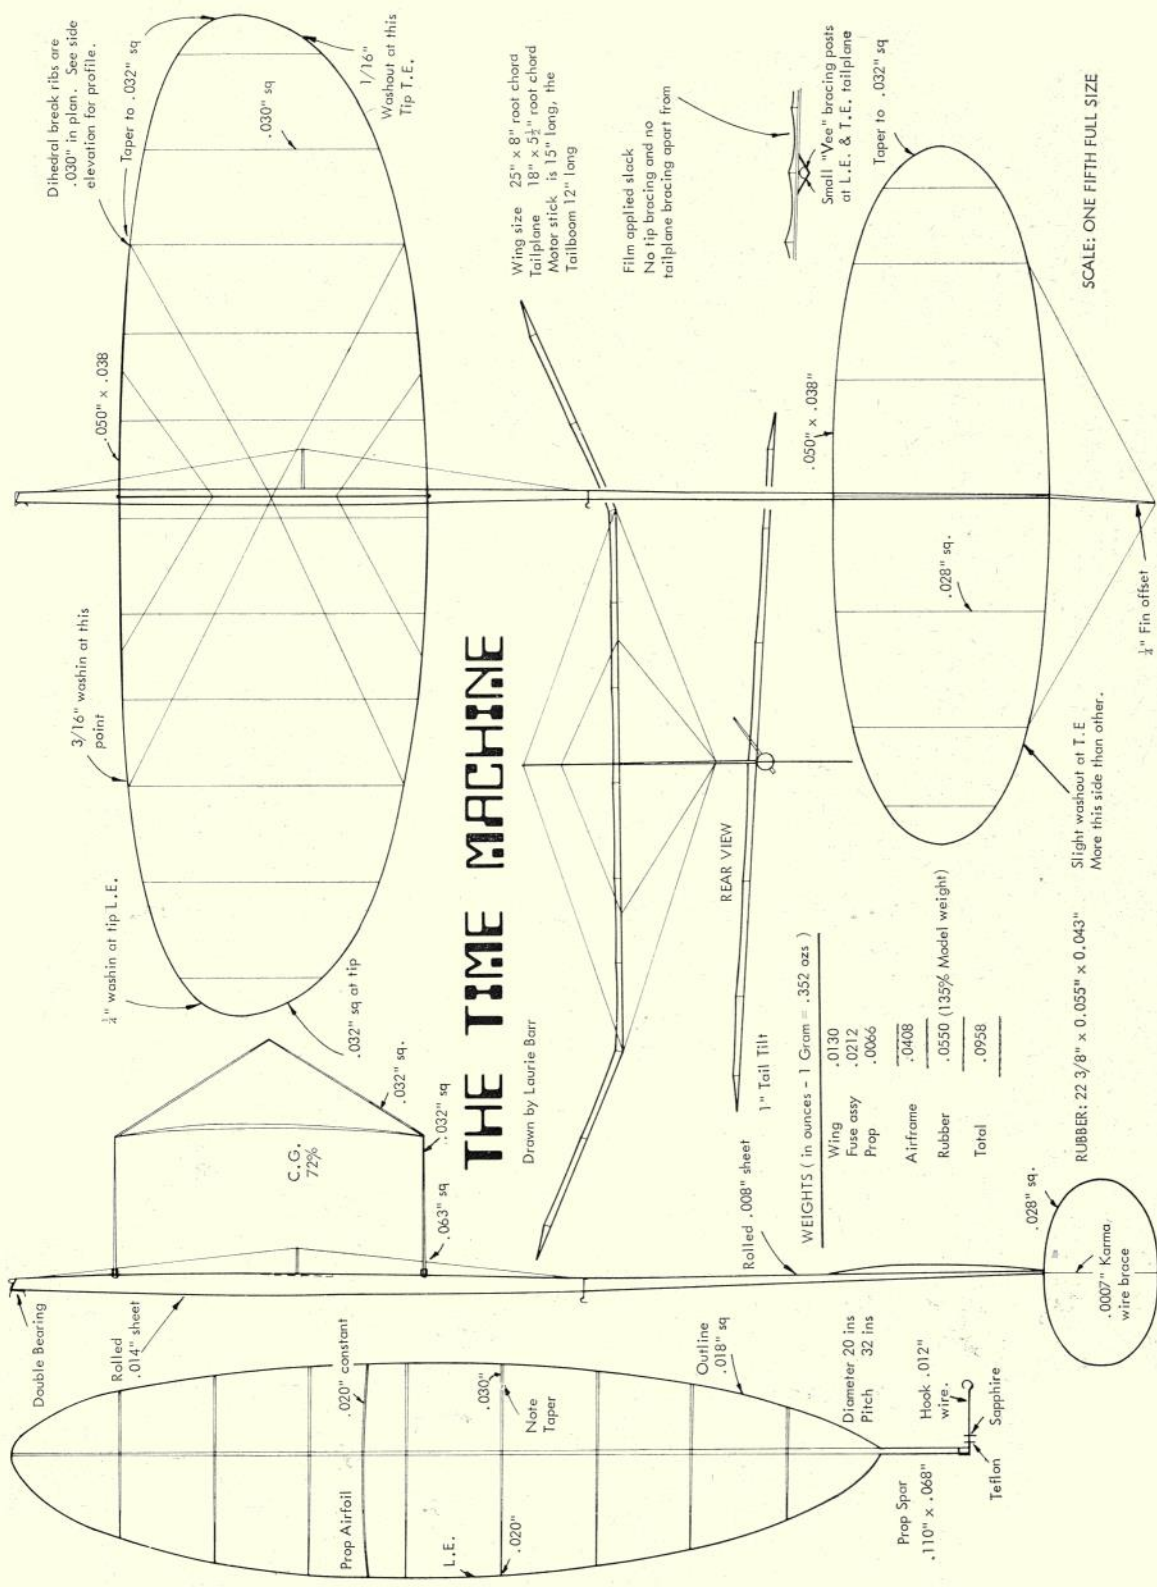 Dihedral break ribs are
.030" in plan. See side
elevation for profile.
Taper to .032" sq
.030" sq
1/16"
Washout at this
Tip T.E.
.050" x .038
3/16" washin at this
point
¼" washin at tip L.E.
.032" sq at tip
Wing size 25" x 8" root chord
Tailplane 18" x 5½" root chord
Motor stick is 15" long, the
Tailboom 12" long
Film applied slack
No tip bracing and no
tailplane bracing apart from
Small "Vee" bracing posts
at L.E. & T.E. tailplane
Taper to .032" sq
SCALE: ONE FIFTH FULL SIZE
.050" x .038"
.028" sq.
¼" Fin offset
Slight washout at T.E
More this side than other.
THE TIME MACHINE
Drawn by Laurie Barr
REAR VIEW
1" Tail Tilt
C.G.
72%
.032" sq.
.032" sq
.063" sq
WEIGHTS ( in ounces - 1 Gram = .352 ozs )
Wing .0130
Fuse assy .0212
Prop .0066
Airframe .0408
Rubber .0550 (135% Model weight)
Total .0958
RUBBER: 22 3/8" x 0.055" x 0.043"
Double Bearing
Rolled
.014" sheet
Rolled .008" sheet
.028" sq.
.0007" Karma
wire brace
.020" constant
Prop Airfoil
L.E.
.020"
.030"
Note
Taper
Outline
.018" sq
Diameter 20 ins
Pitch 32 ins
Hook .012"
wire.
Prop Spar
.110" x .068"
Teflon
Sapphire